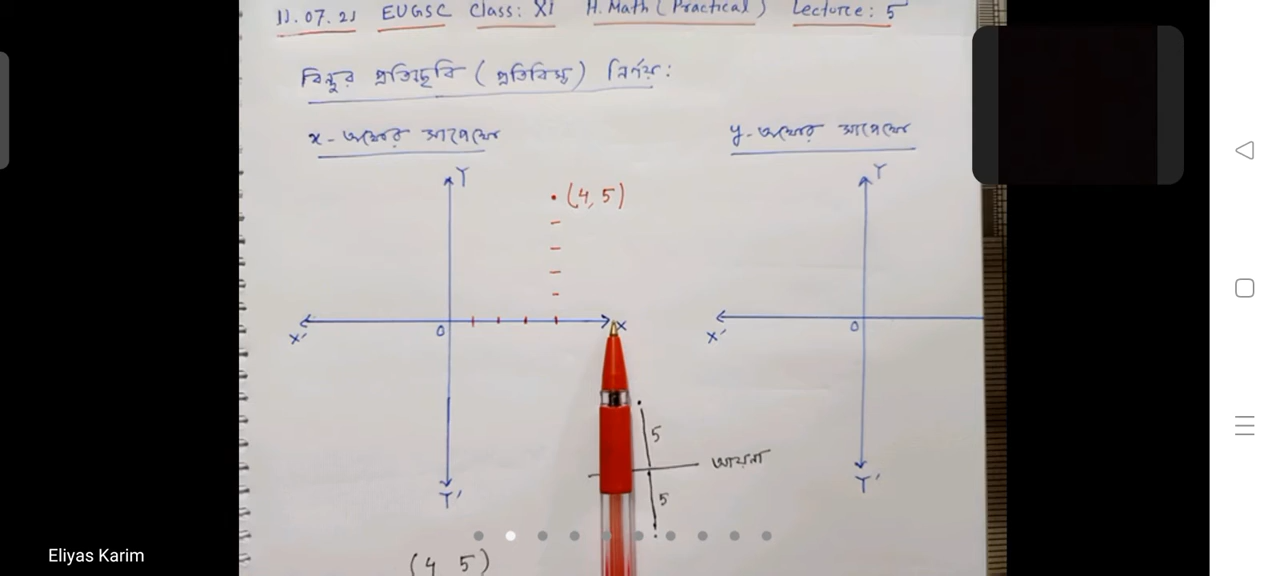 11.07.21 EUGSC Class: XI H. Math (Practical) Lecture: 5
বিন্দুর প্রতিচ্ছবি (প্রতিবিম্ব) নির্ণয়:
x-অক্ষের সাপেক্ষে
y-অক্ষের সাপেক্ষে
Y
(4, 5)
X'
O
X
Y'
Y
X'
O
Y'
5
আয়না
5
(4 5)
Eliyas Karim